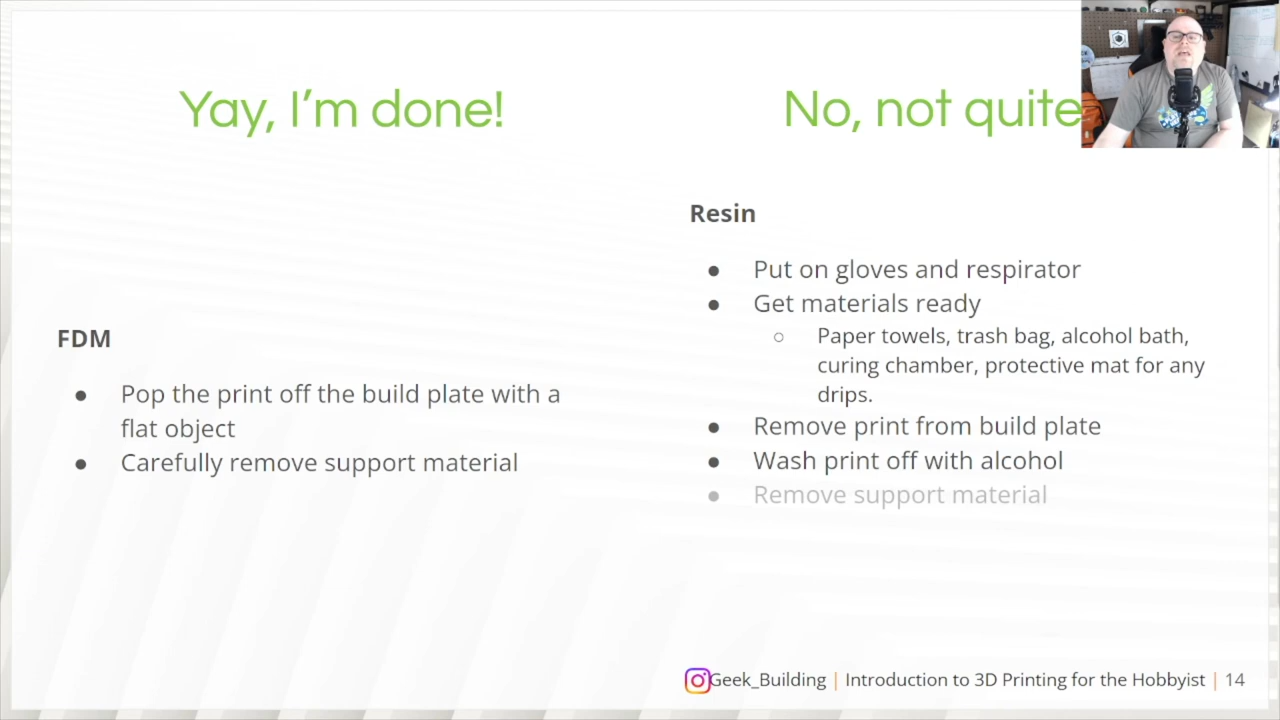 Yay, I’m done!
FDM
● Pop the print off the build plate with a
flat object
● Carefully remove support material
No, not quite
Resin
● Put on gloves and respirator
● Get materials ready
○ Paper towels, trash bag, alcohol bath,
curing chamber, protective mat for any
drips.
● Remove print from build plate
● Wash print off with alcohol
● Remove support material
Geek_Building | Introduction to 3D Printing for the Hobbyist | 14